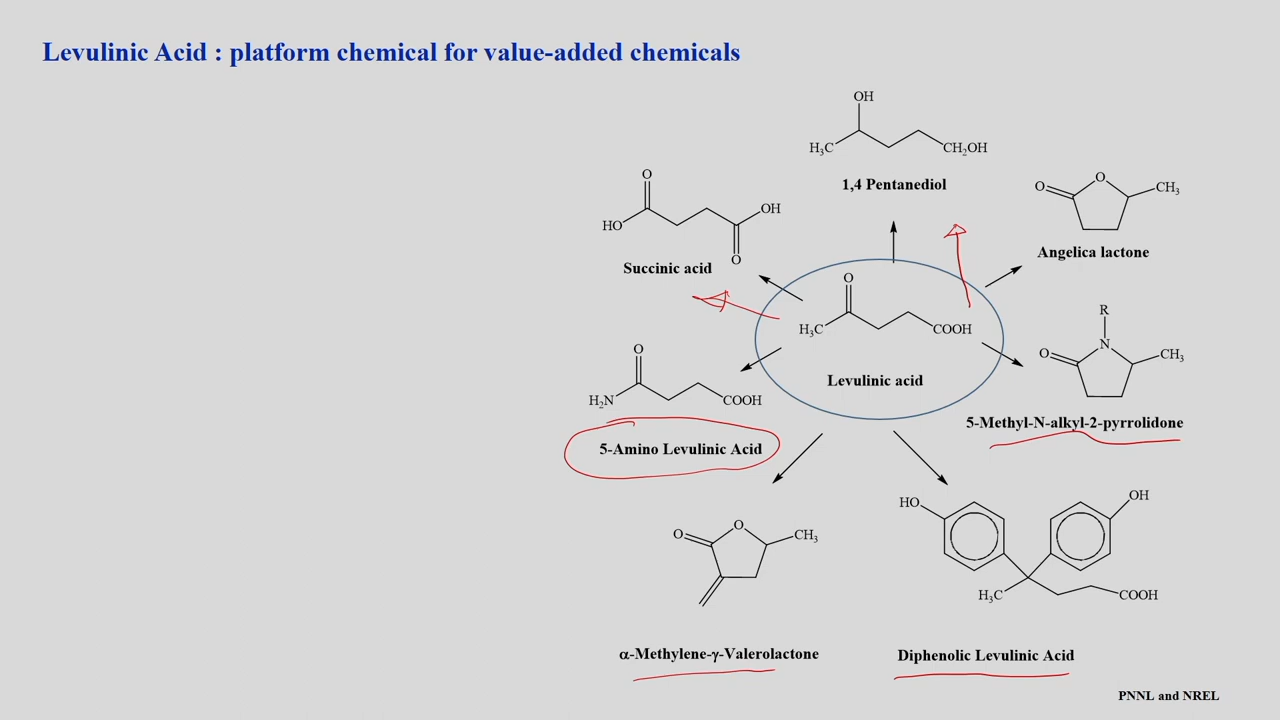 Levulinic Acid : platform chemical for value-added chemicals
OH
H₃C
CH₂OH
1,4 Pentanediol
O
HO
OH
O
Succinic acid
O
O
CH₃
Angelica lactone
O
H₃C
COOH
Levulinic acid
R
N
O
CH₃
5-Methyl-N-alkyl-2-pyrrolidone
O
H₂N
COOH
5-Amino Levulinic Acid
O
O
CH₃
α-Methylene-γ-Valerolactone
HO
OH
H₃C
COOH
Diphenolic Levulinic Acid
PNNL and NREL